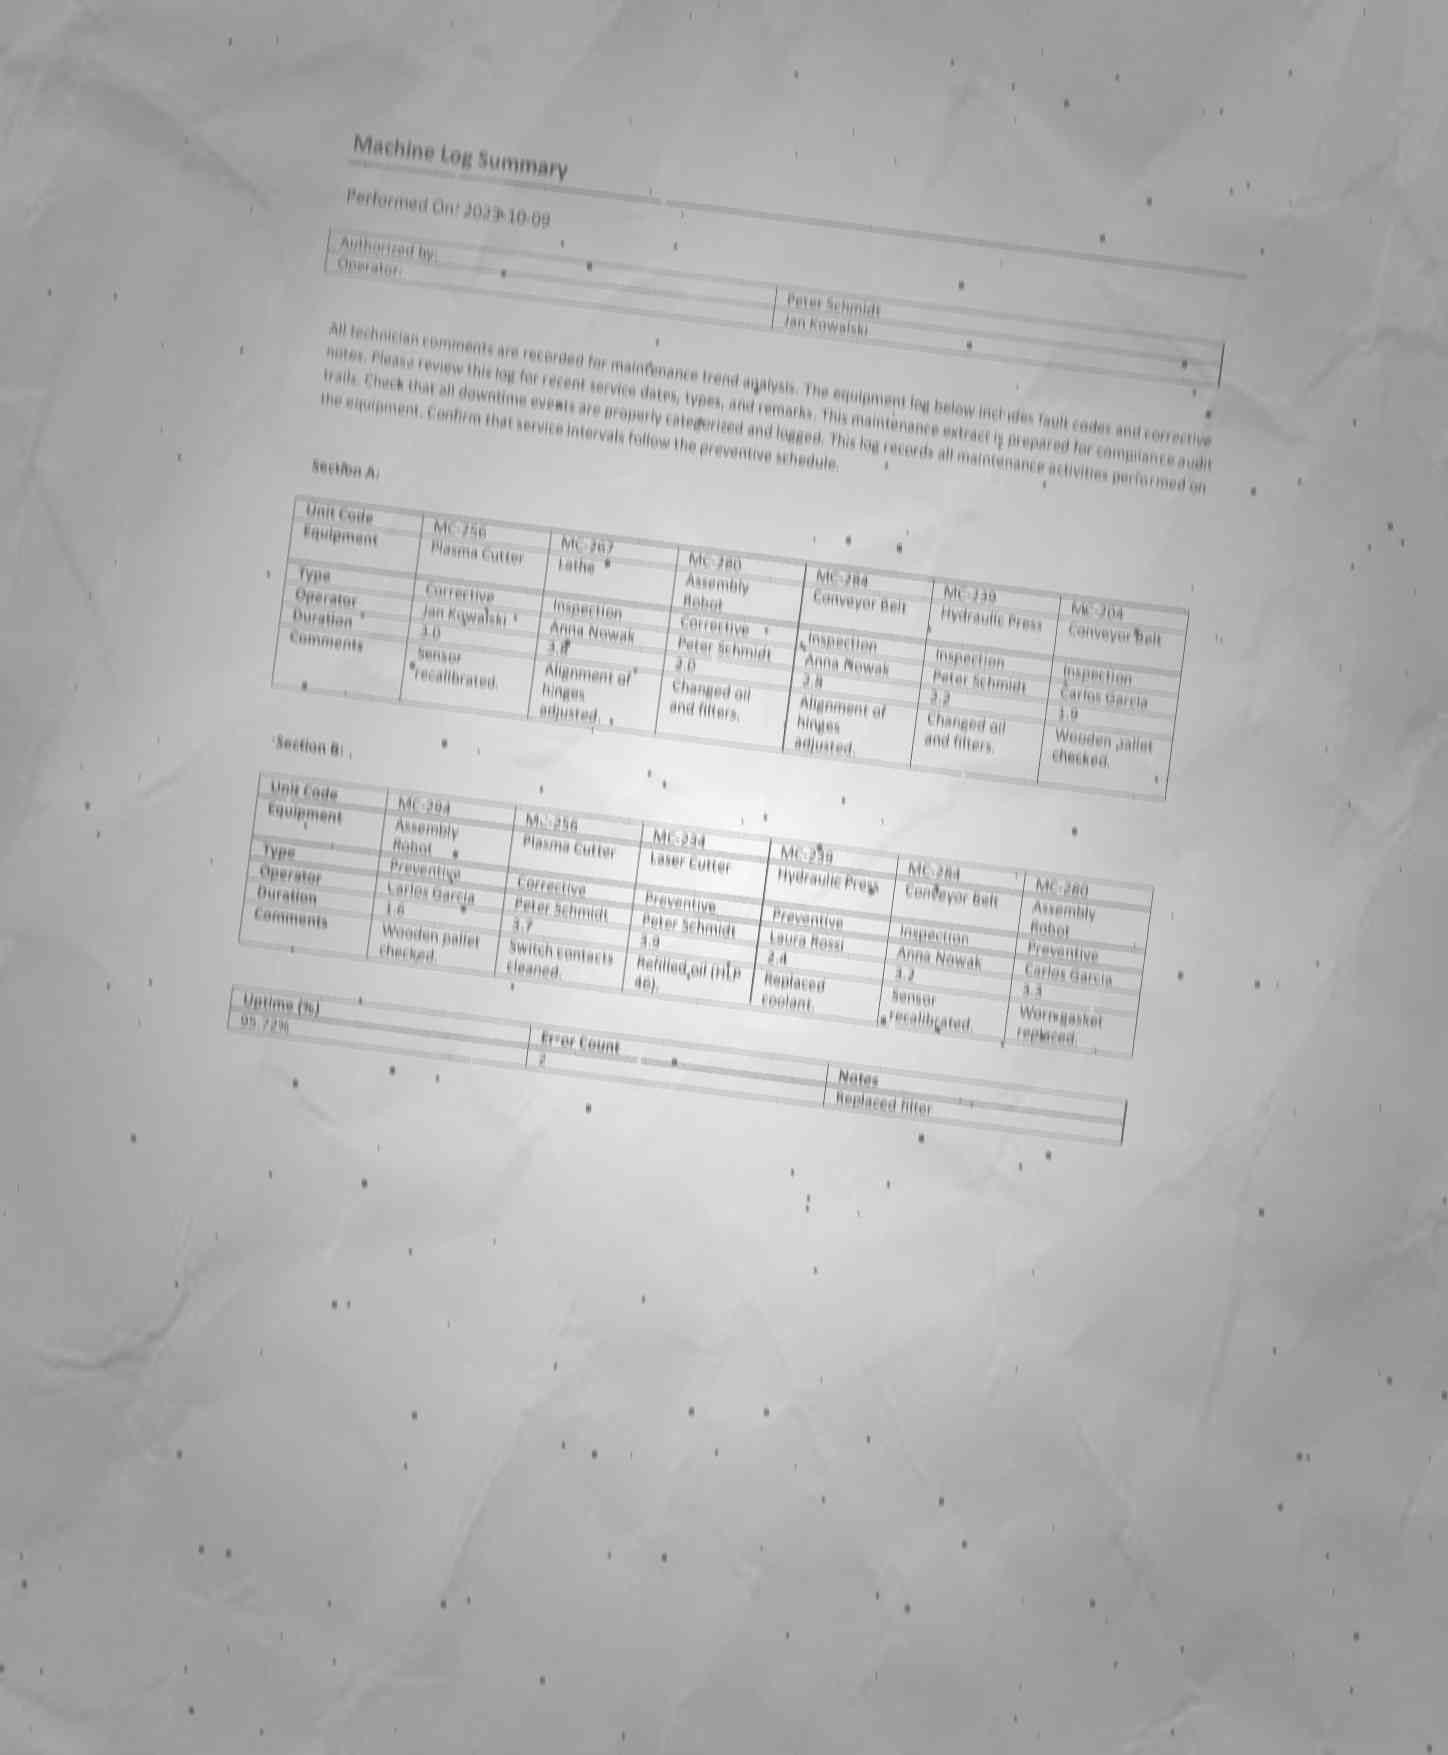 Machine Log Summary
Performed On: 2023-10-09
Authorized by: Peter Schmidt
Operator: Jan Kowalski
All technician comments are recorded for maintenance trend analysis. The equipment log below includes fault codes and corrective
notes. Please review this log for recent service dates, types, and remarks. This maintenance extract is prepared for compliance audit
trails. Check that all downtime events are properly categorized and logged. This log records all maintenance activities performed on
the equipment. Confirm that service intervals follow the preventive schedule.
Section A:
Unit Code MC-256 MC-267 MC-280 MC-284 MC-239 MC-204
Equipment Plasma Cutter Lathe Assembly Robot Conveyor Belt Hydraulic Press Conveyor Belt
Type Corrective Inspection Corrective Inspection Inspection Inspection
Operator Jan Kowalski Anna Nowak Peter Schmidt Anna Nowak Peter Schmidt Carlos Garcia
Duration 3.0 3.8 2.0 2.8 2.2 1.9
Comments Sensor recalibrated. Alignment of hinges adjusted. Changed oil and filters. Alignment of hinges adjusted. Changed oil and filters. Wooden pallet checked.
Section B:
Unit Code MC-294 MC-256 MC-234 MC-239 MC-284 MC-280
Equipment Assembly Robot Plasma Cutter Laser Cutter Hydraulic Press Conveyor Belt Assembly Robot
Type Preventive Corrective Preventive Preventive Inspection Preventive
Operator Carlos Garcia Peter Schmidt Peter Schmidt Laura Rossi Anna Nowak Carlos Garcia
Duration 1.6 3.7 3.9 2.4 3.2 3.3
Comments Wooden pallet checked. Switch contacts cleaned. Refilled oil (HLP 46). Replaced coolant. Sensor recalibrated. Worn gasket replaced.
Uptime (%) Error Count Notes
95.72% 2 Replaced filter